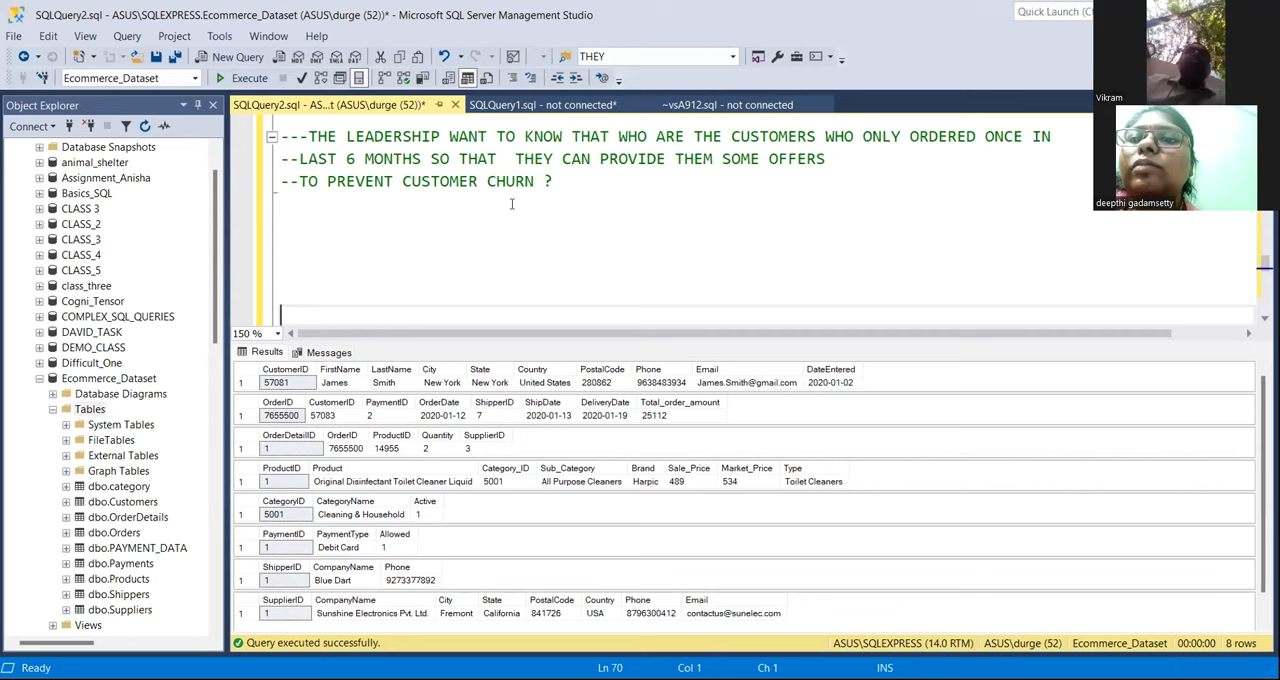 SQLQuery2.sql - ASUS\SQLEXPRESS.Ecommerce_Dataset (ASUS\durge (52))* - Microsoft SQL Server Management Studio
Quick Launch (Ct
File Edit View Query Project Tools Window Help
New Query
THEY
Ecommerce_Dataset
Execute
Vikram
deepthi gadamsetty
Object Explorer
Connect
Database Snapshots
animal_shelter
Assignment_Anisha
Basics_SQL
CLASS 3
CLASS_2
CLASS_3
CLASS_4
CLASS_5
class_three
Cogni_Tensor
COMPLEX_SQL_QUERIES
DAVID_TASK
DEMO_CLASS
Difficult_One
Ecommerce_Dataset
Database Diagrams
Tables
System Tables
FileTables
External Tables
Graph Tables
dbo.category
dbo.Customers
dbo.OrderDetails
dbo.Orders
dbo.PAYMENT_DATA
dbo.Payments
dbo.Products
dbo.Shippers
dbo.Suppliers
Views
SQLQuery2.sql - AS...t (ASUS\durge (52))* SQLQuery1.sql - not connected* ~vsA912.sql - not connected
---THE LEADERSHIP WANT TO KNOW THAT WHO ARE THE CUSTOMERS WHO ONLY ORDERED ONCE IN
--LAST 6 MONTHS SO THAT THEY CAN PROVIDE THEM SOME OFFERS
--TO PREVENT CUSTOMER CHURN ?
150 %
Results Messages
CustomerID FirstName LastName City State Country PostalCode Phone Email DateEntered
1 57081 James Smith New York New York United States 280862 9638483934 James.Smith@gmail.com 2020-01-02
OrderID CustomerID PaymentID OrderDate ShipperID ShipDate DeliveryDate Total_order_amount
1 7655500 57083 2 2020-01-12 7 2020-01-13 2020-01-19 25112
OrderDetailID OrderID ProductID Quantity SupplierID
1 1 7655500 14955 2 3
ProductID Product Category_ID Sub_Category Brand Sale_Price Market_Price Type
1 1 Original Disinfectant Toilet Cleaner Liquid 5001 All Purpose Cleaners Harpic 489 534 Toilet Cleaners
CategoryID CategoryName Active
1 5001 Cleaning & Household 1
PaymentID PaymentType Allowed
1 1 Debit Card 1
ShipperID CompanyName Phone
1 1 Blue Dart 9273377892
SupplierID CompanyName City State PostalCode Country Phone Email
1 1 Sunshine Electronics Pvt. Ltd. Fremont California 841726 USA 8796300412 contactus@sunelec.com
Query executed successfully. ASUS\SQLEXPRESS (14.0 RTM) ASUS\durge (52) Ecommerce_Dataset 00:00:00 8 rows
Ready Ln 70 Col 1 Ch 1 INS